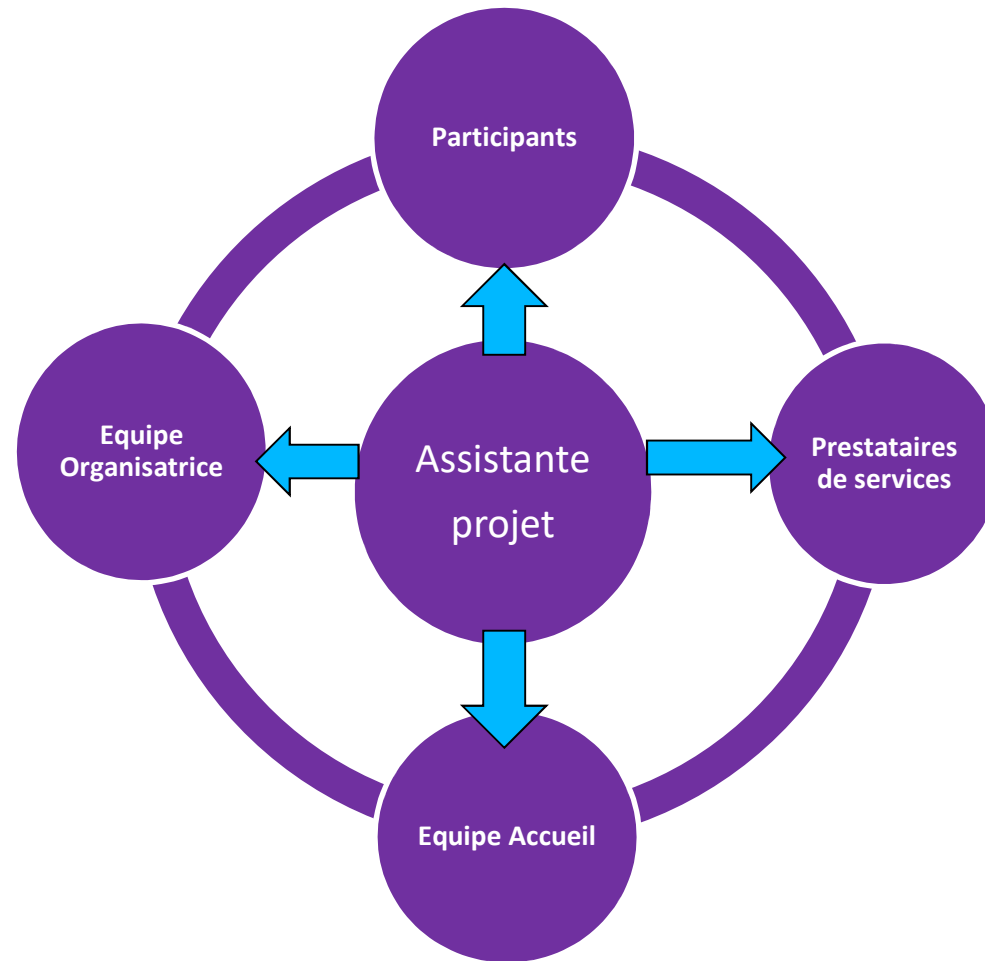 Participants
Equipe
Organisatrice
Assistante
projet
Prestataires
de services
Equipe Accueil